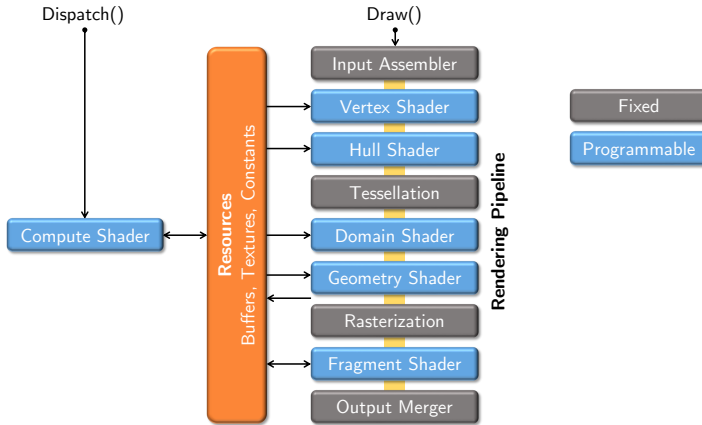 Dispatch()
Draw()
Input Assembler
Vertex Shader
Hull Shader
Tessellation
Domain Shader
Geometry Shader
Rasterization
Fragment Shader
Output Merger
Compute Shader
Resources
Buffers, Textures, Constants
Rendering Pipeline
Fixed
Programmable